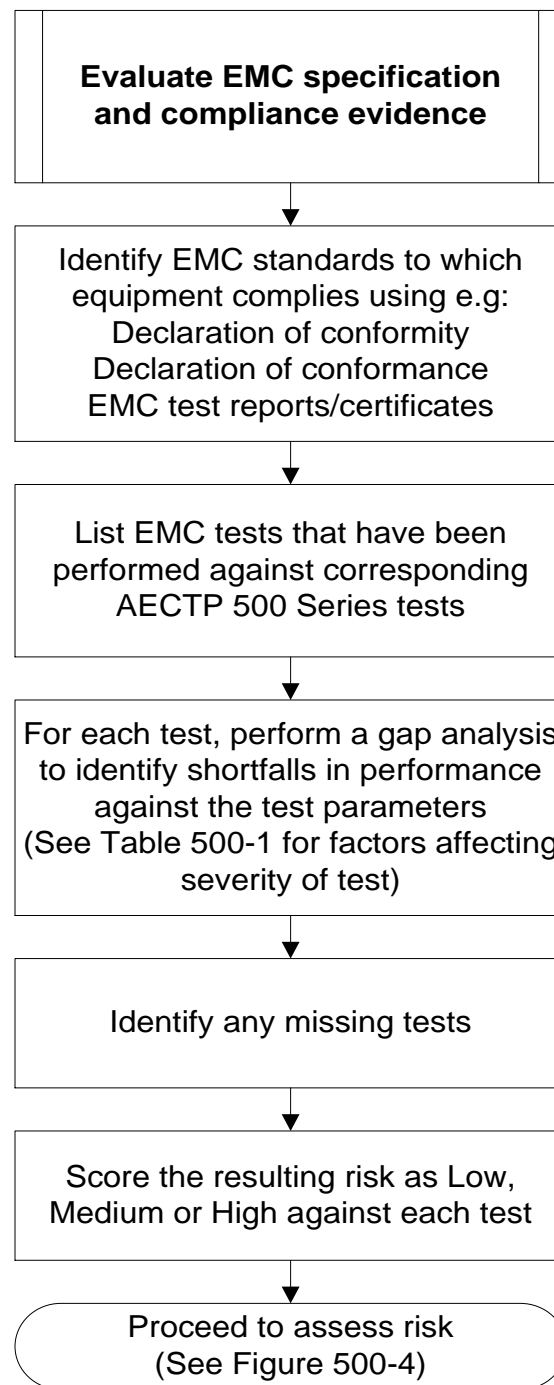 Evaluate EMC specification
and compliance evidence
Identify EMC standards to which
equipment complies using e.g:
Declaration of conformity
Declaration of conformance
EMC test reports/certificates
List EMC tests that have been
performed against corresponding
AECTP 500 Series tests
For each test, perform a gap analysis
to identify shortfalls in performance
against the test parameters
(See Table 500-1 for factors affecting
severity of test)
Identify any missing tests
Score the resulting risk as Low,
Medium or High against each test
Proceed to assess risk
(See Figure 500-4)